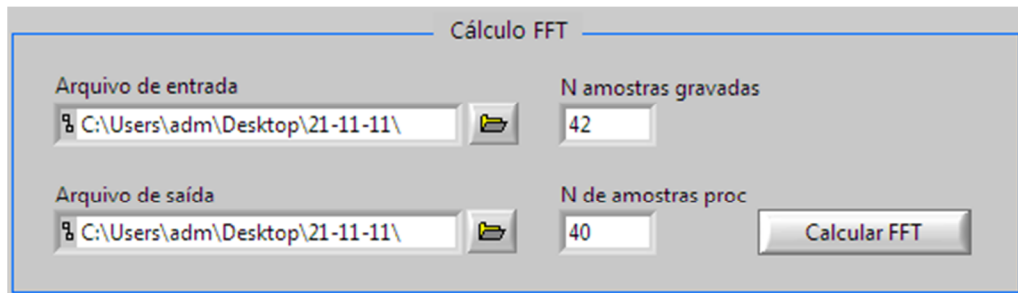 Cálculo FFT
Arquivo de entrada
C:\Users\adm\Desktop\21-11-11\
N amostras gravadas
42
Arquivo de saída
C:\Users\adm\Desktop\21-11-11\
N de amostras proc
40
Calcular FFT